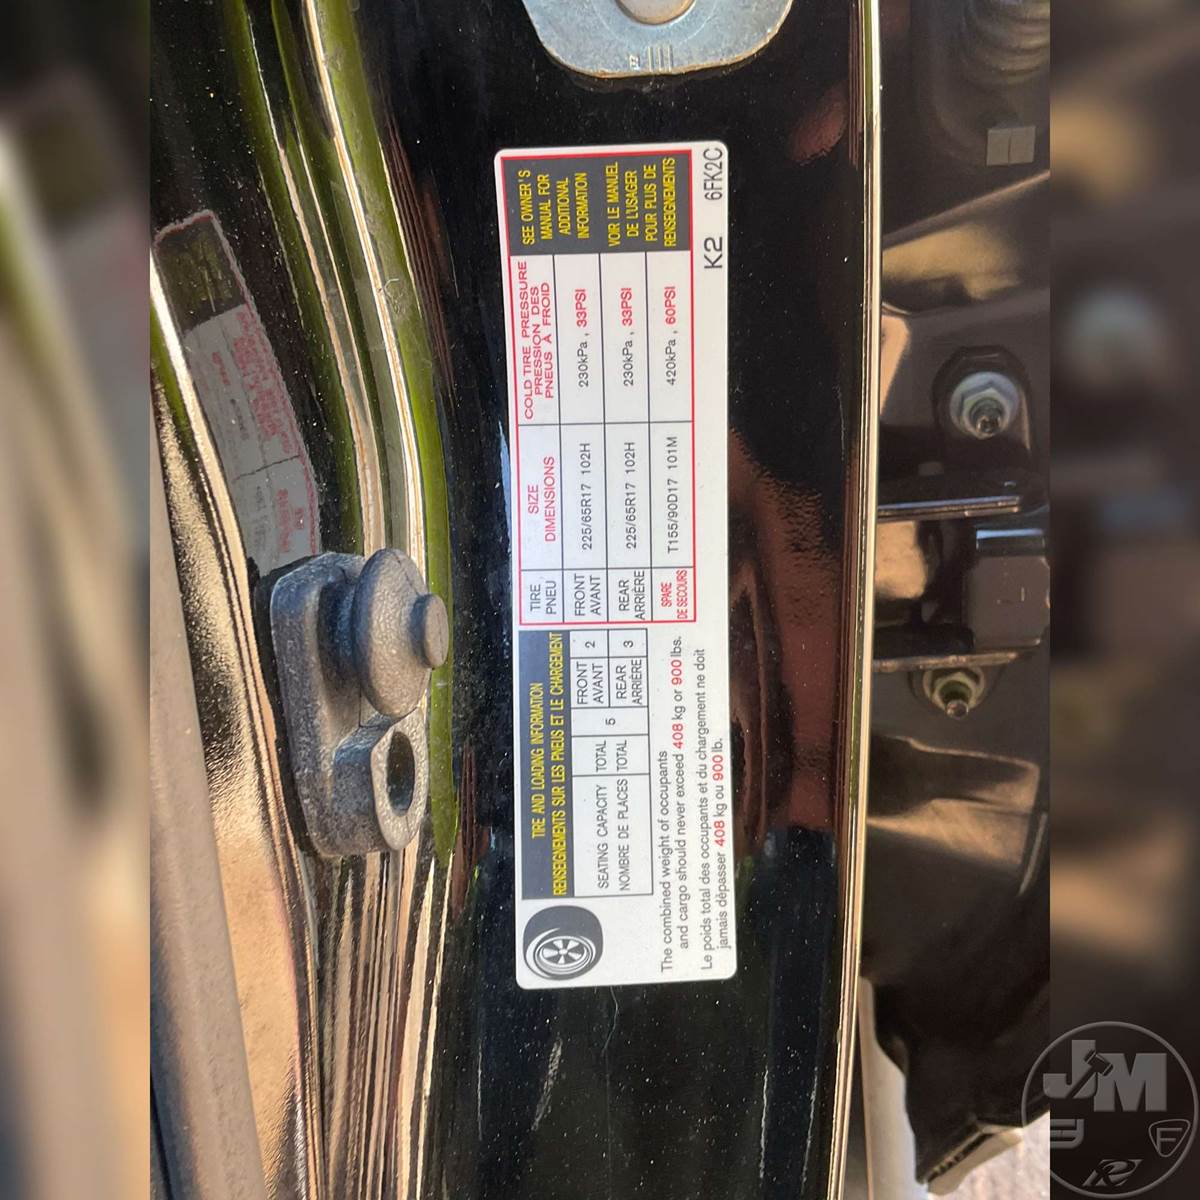 TIRE AND LOADING INFORMATION
RENSEIGNEMENTS SUR LES PNEUS ET LE CHARGEMENT
SEATING CAPACITY TOTAL 5 FRONT AVANT 2
NOMBRE DE PLACES TOTAL REAR ARRIÈRE 3
The combined weight of occupants
and cargo should never exceed 408 kg or 900 lbs.
Le poids total des occupants et du chargement ne doit
jamais dépasser 408 kg ou 900 lb.
TIRE PNEU
SIZE DIMENSIONS
COLD TIRE PRESSURE
PRESSION DES
PNEUS À FROID
FRONT AVANT 225/65R17 102H 230kPa , 33PSI
REAR ARRIÈRE 225/65R17 102H 230kPa , 33PSI
SPARE DE SECOURS T155/90D17 101M 420kPa , 60PSI
SEE OWNER'S
MANUAL FOR
ADDITIONAL
INFORMATION
VOIR LE MANUEL
DE L'USAGER
POUR PLUS DE
RENSEIGNEMENTS
K2 6FK2C
JM